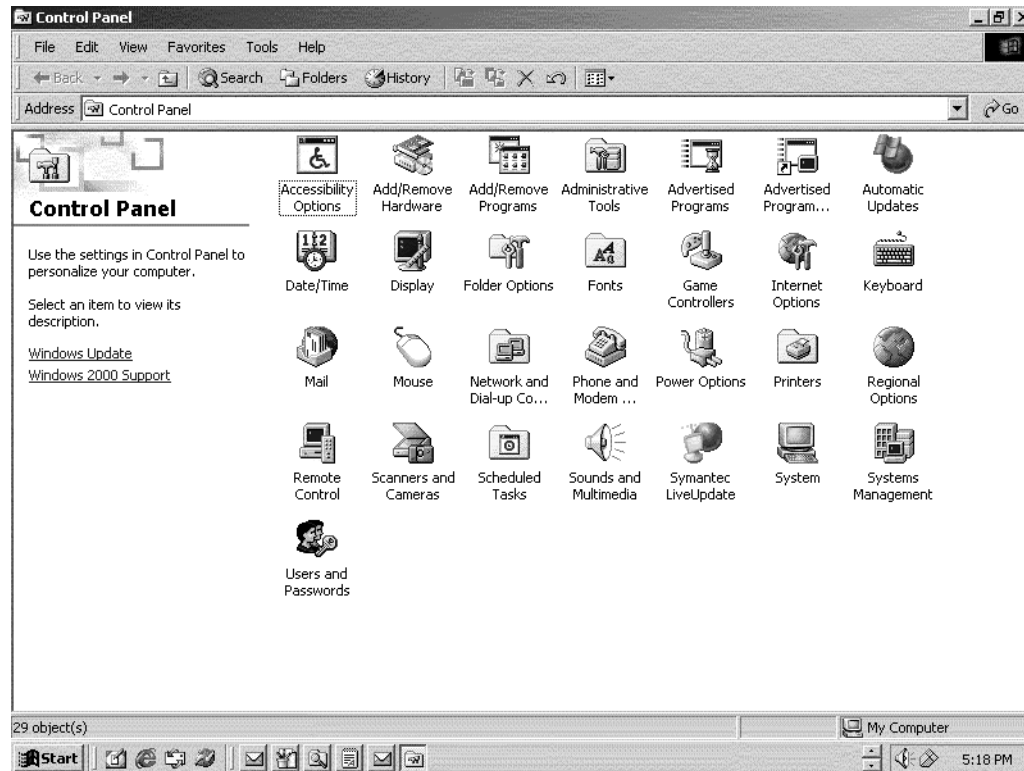 Control Panel
File Edit View Favorites Tools Help
Back Search Folders History
Address Control Panel Go
Control Panel
Use the settings in Control Panel to
personalize your computer.
Select an item to view its
description.
Windows Update
Windows 2000 Support
Accessibility
Options
Add/Remove
Hardware
Add/Remove
Programs
Administrative
Tools
Advertised
Programs
Advertised
Program...
Automatic
Updates
Date/Time
Display
Folder Options
Fonts
Game
Controllers
Internet
Options
Keyboard
Mail
Mouse
Network and
Dial-up Co...
Phone and
Modem ...
Power Options
Printers
Regional
Options
Remote
Control
Scanners and
Cameras
Scheduled
Tasks
Sounds and
Multimedia
Symantec
LiveUpdate
System
Systems
Management
Users and
Passwords
29 object(s) My Computer
Start 5:18 PM